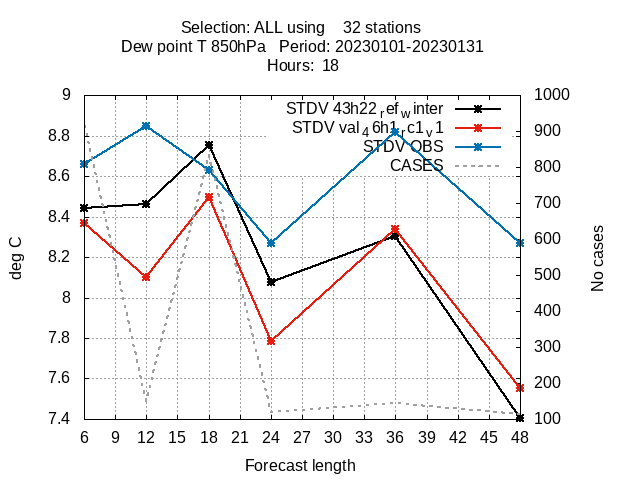 Selection: ALL using    32 stations
Dew point T 850hPa   Period: 20230101-20230131
Hours: 18
STDV 43h22_ref_winter
STDV val_46h1_rc1_v1
STDV OBS
CASES
deg C
9
8.8
8.6
8.4
8.2
8
7.8
7.6
7.4
1000
900
800
700
600
500
400
300
200
100
No cases
6 9 12 15 18 21 24 27 30 33 36 39 42 45 48
Forecast length